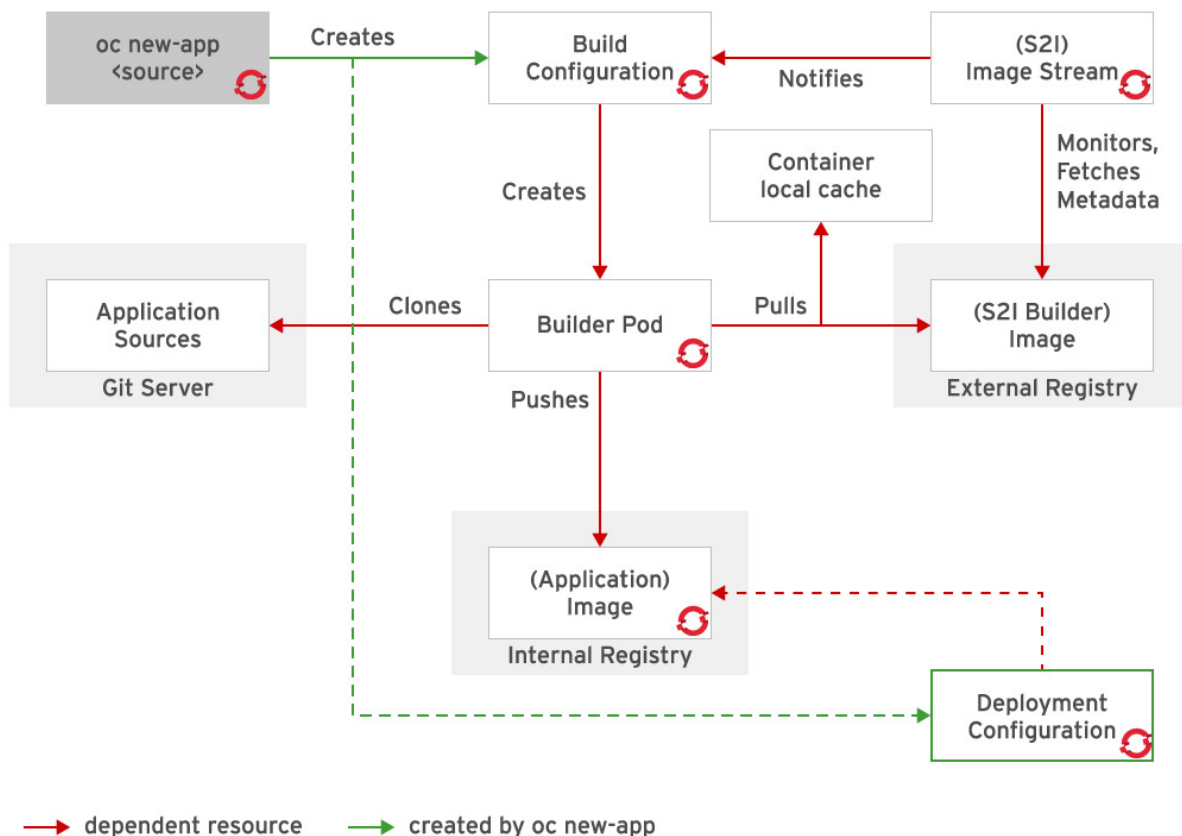 oc new-app
<source>
Creates
Build
Configuration
Notifies
(S2I)
Image Stream
Container
local cache
Monitors,
Fetches
Metadata
Creates
Application
Sources
Git Server
Clones
Builder Pod
Pulls
(S2I Builder)
Image
External Registry
Pushes
(Application)
Image
Internal Registry
Deployment
Configuration
dependent resource
created by oc new-app